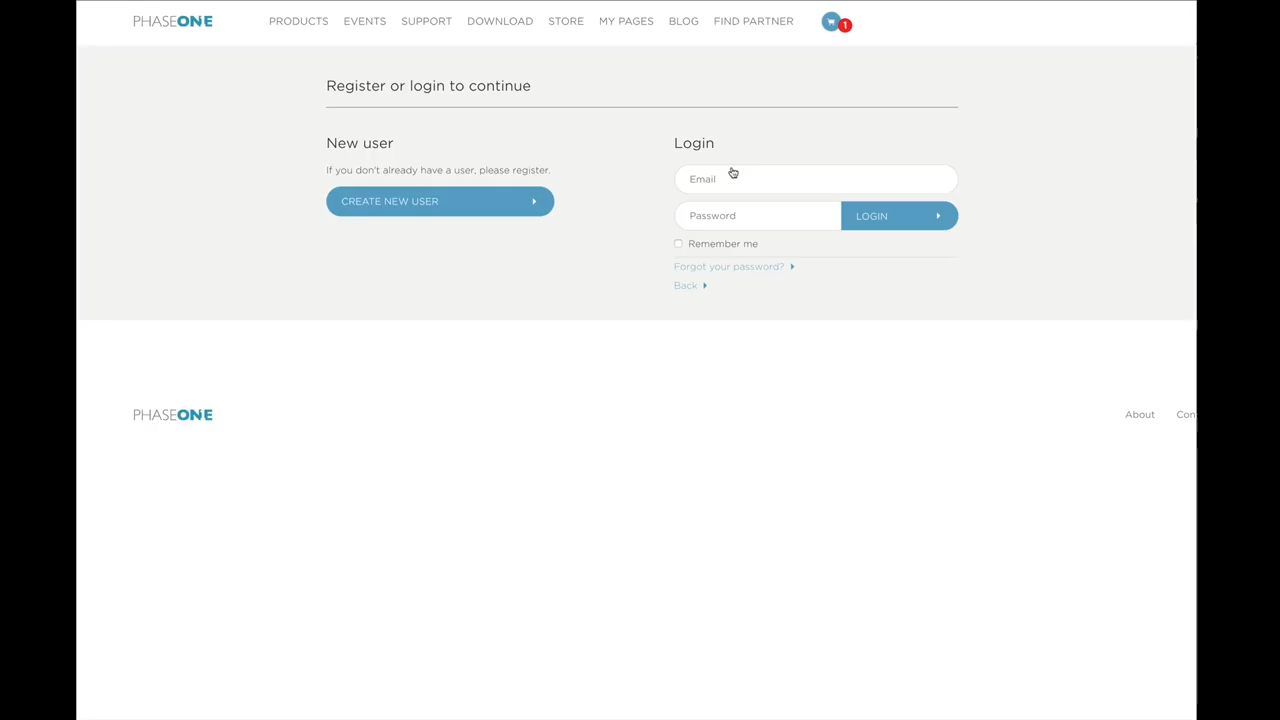 PHASEONE PRODUCTS EVENTS SUPPORT DOWNLOAD STORE MY PAGES BLOG FIND PARTNER 1
Register or login to continue
New user
If you don't already have a user, please register.
CREATE NEW USER
Login
Email
Password LOGIN
Remember me
Forgot your password?
Back
PHASEONE About Con